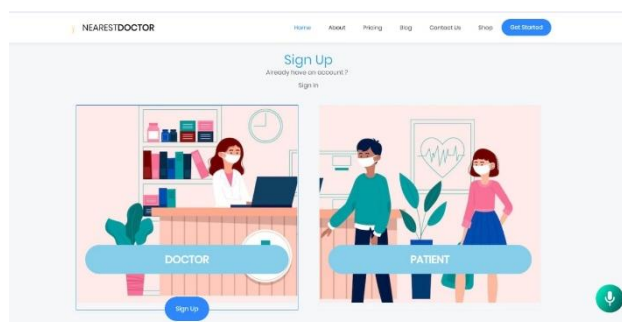 NEARESTDOCTOR Home About Pricing Blog Contact Us Shop Get Started
Sign Up
Already have an account ?
Sign In
DOCTOR PATIENT
Sign Up